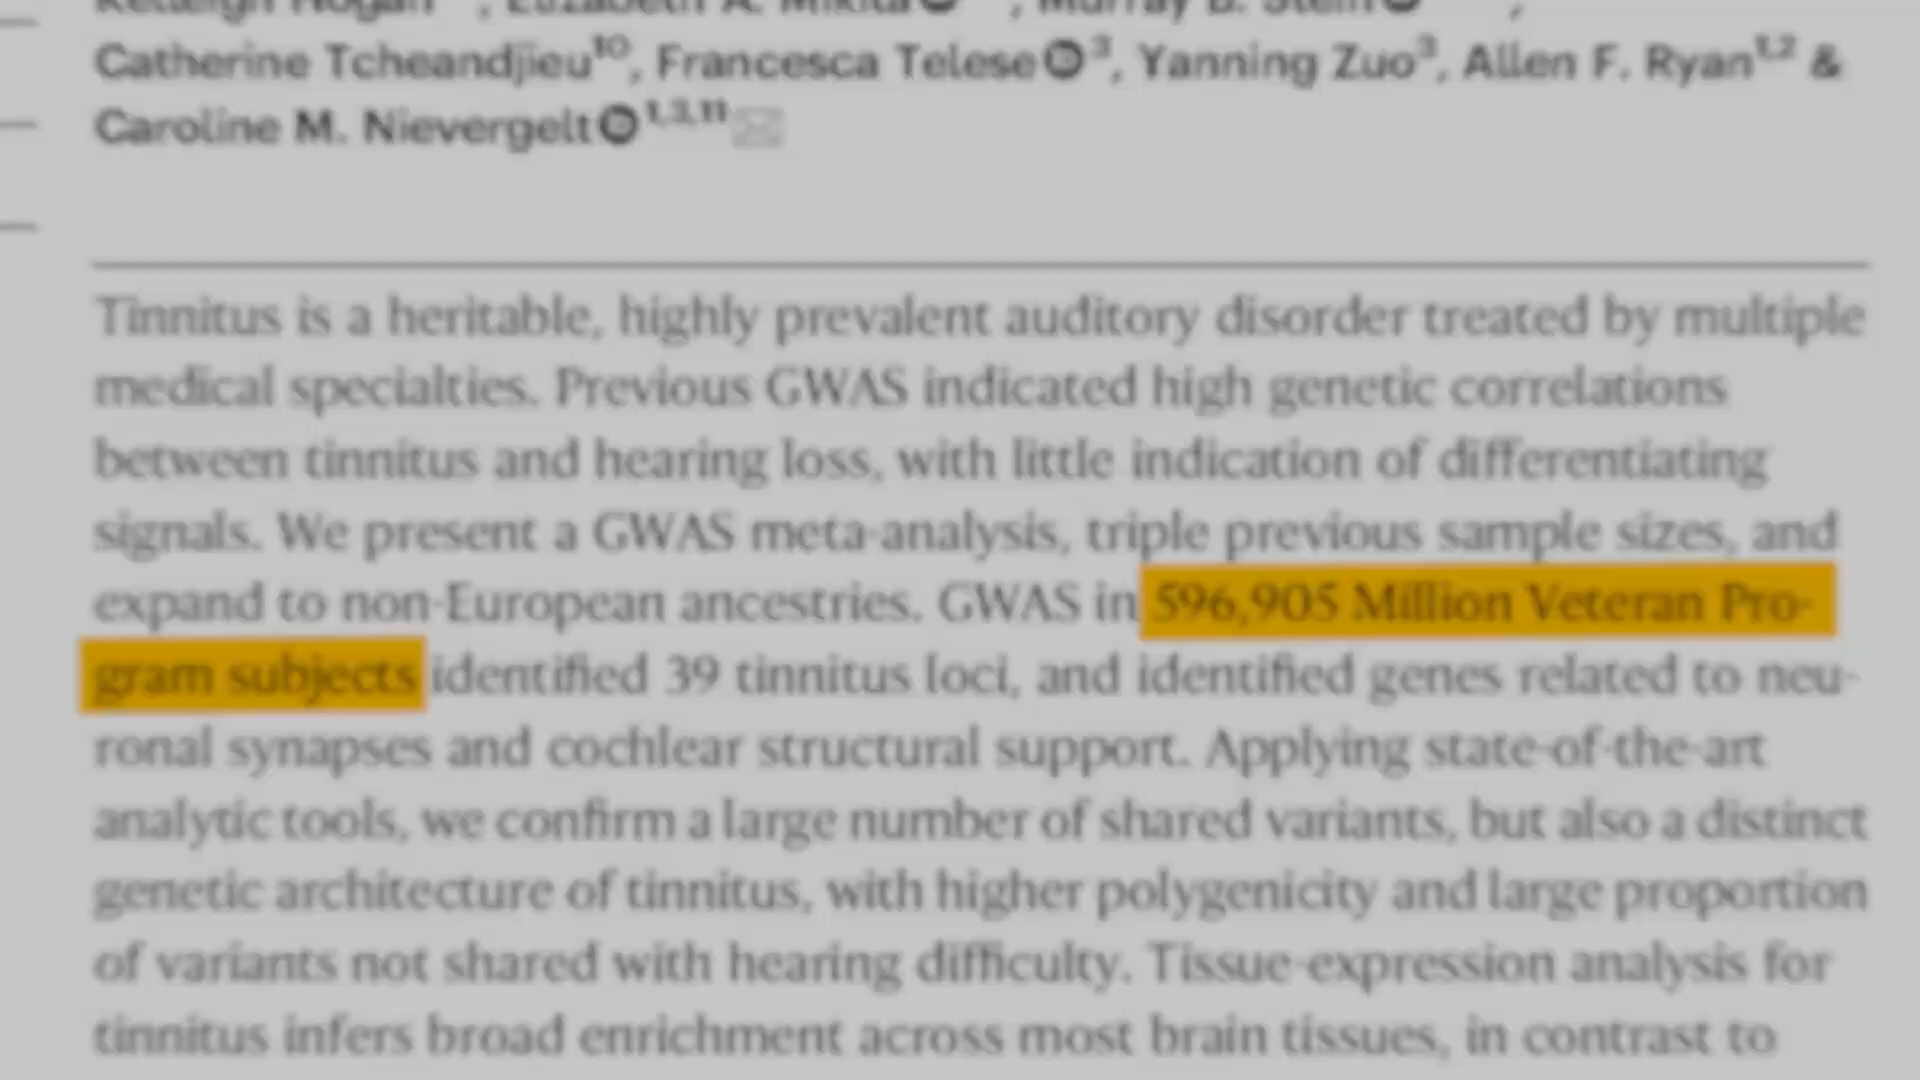 Kelleigh Hogan, Elizabeth A. Mikita, Murray B. Stein,
Catherine Tcheandjieu10, Francesca Telese3, Yanning Zuo3, Allen F. Ryan1,2 &
Caroline M. Nievergelt1,3,11
Tinnitus is a heritable, highly prevalent auditory disorder treated by multiple
medical specialties. Previous GWAS indicated high genetic correlations
between tinnitus and hearing loss, with little indication of differentiating
signals. We present a GWAS meta-analysis, triple previous sample sizes, and
expand to non-European ancestries. GWAS in 596,905 Million Veteran Pro-
gram subjects identified 39 tinnitus loci, and identified genes related to neu-
ronal synapses and cochlear structural support. Applying state-of-the-art
analytic tools, we confirm a large number of shared variants, but also a distinct
genetic architecture of tinnitus, with higher polygenicity and large proportion
of variants not shared with hearing difficulty. Tissue-expression analysis for
tinnitus infers broad enrichment across most brain tissues, in contrast to